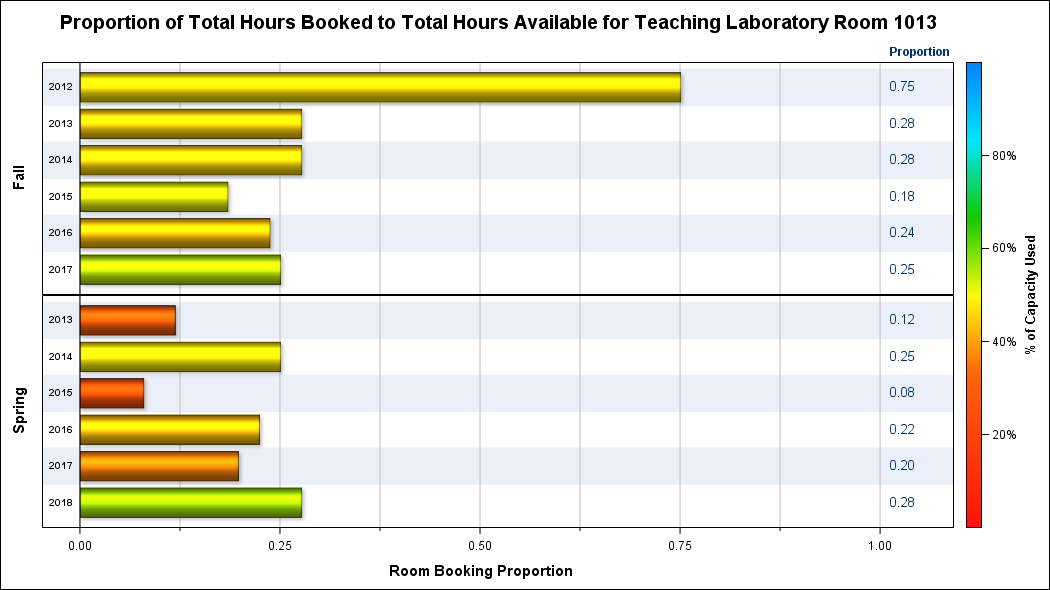 Proportion of Total Hours Booked to Total Hours Available for Teaching Laboratory Room 1013
Proportion
Fall
2012 0.75
2013 0.28
2014 0.28
2015 0.18
2016 0.24
2017 0.25
Spring
2013 0.12
2014 0.25
2015 0.08
2016 0.22
2017 0.20
2018 0.28
0.00 0.25 0.50 0.75 1.00
Room Booking Proportion
80%
60%
40%
20%
% of Capacity Used